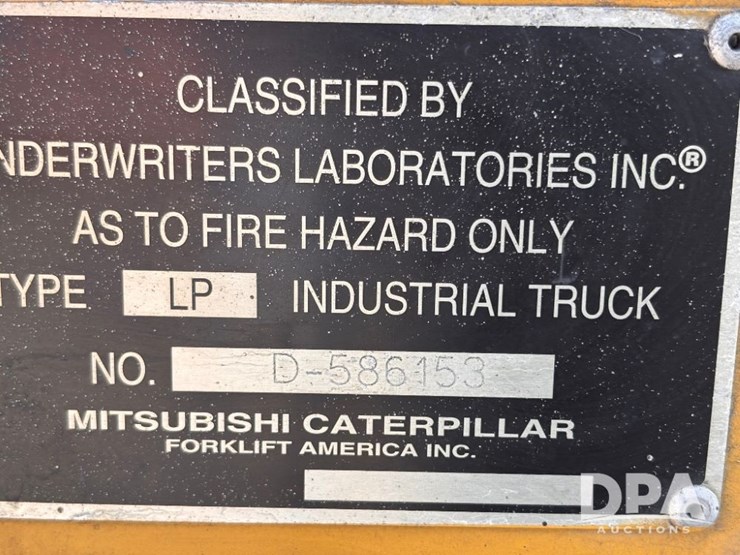 CLASSIFIED BY
NDERWRITERS LABORATORIES INC.®
AS TO FIRE HAZARD ONLY
TYPE LP INDUSTRIAL TRUCK
NO. D-586153
MITSUBISHI CATERPILLAR
FORKLIFT AMERICA INC.
DPA
AUCTIONS